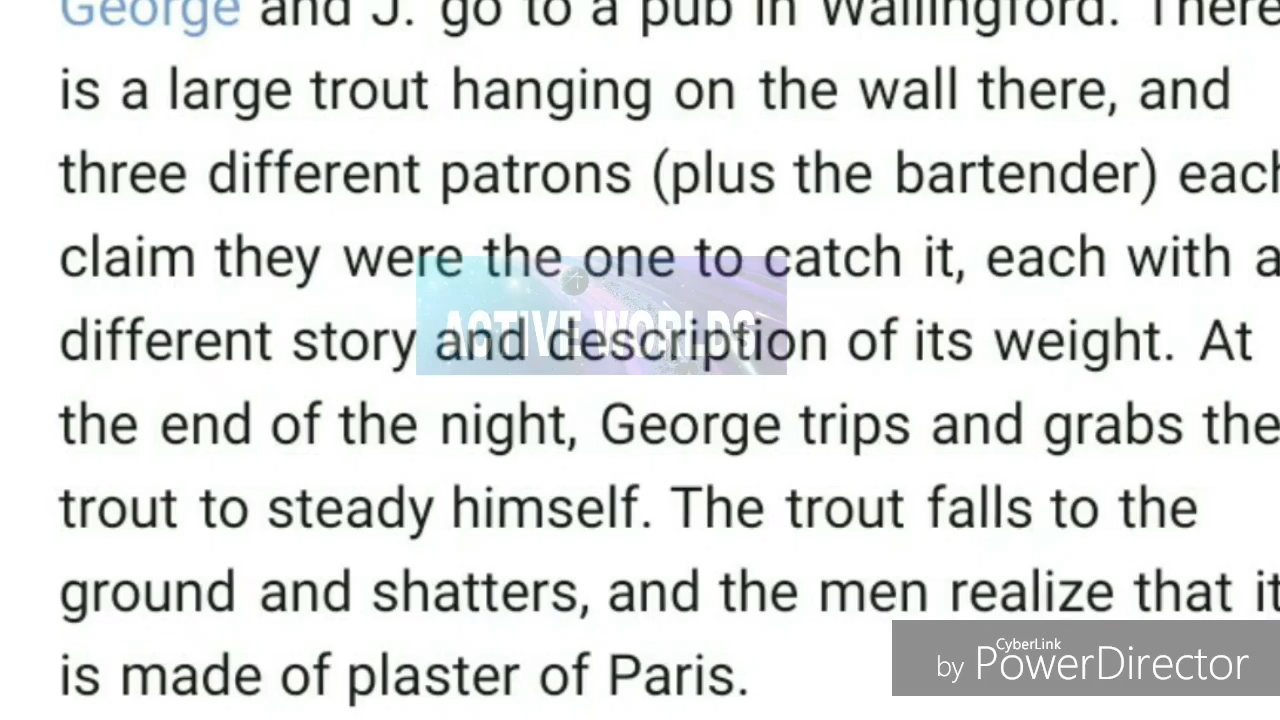 George and J. go to a pub in Wallingford. There
is a large trout hanging on the wall there, and
three different patrons (plus the bartender) each
claim they were the one to catch it, each with a
different story and description of its weight. At
the end of the night, George trips and grabs the
trout to steady himself. The trout falls to the
ground and shatters, and the men realize that it
is made of plaster of Paris.
ACTIVE WORLDS
CyberLink
by PowerDirector